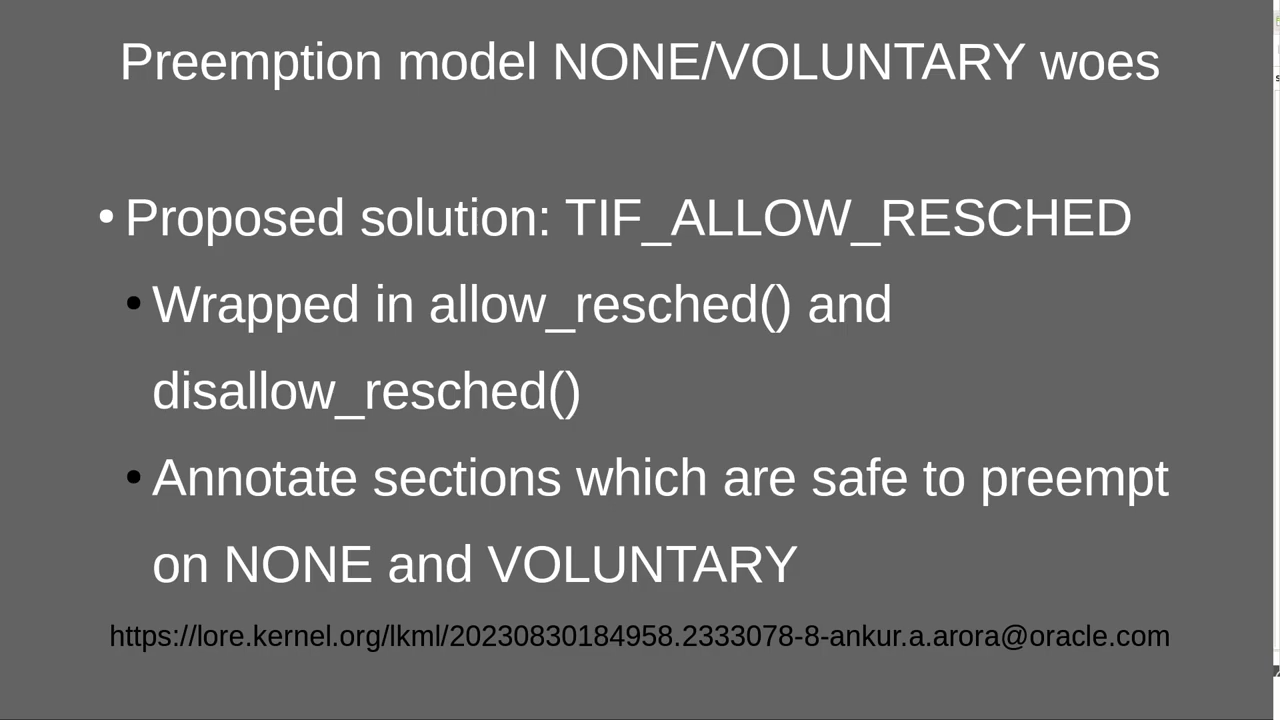 Preemption model NONE/VOLUNTARY woes
• Proposed solution: TIF_ALLOW_RESCHED
• Wrapped in allow_resched() and
disallow_resched()
• Annotate sections which are safe to preempt
on NONE and VOLUNTARY
https://lore.kernel.org/lkml/20230830184958.2333078-8-ankur.a.arora@oracle.com